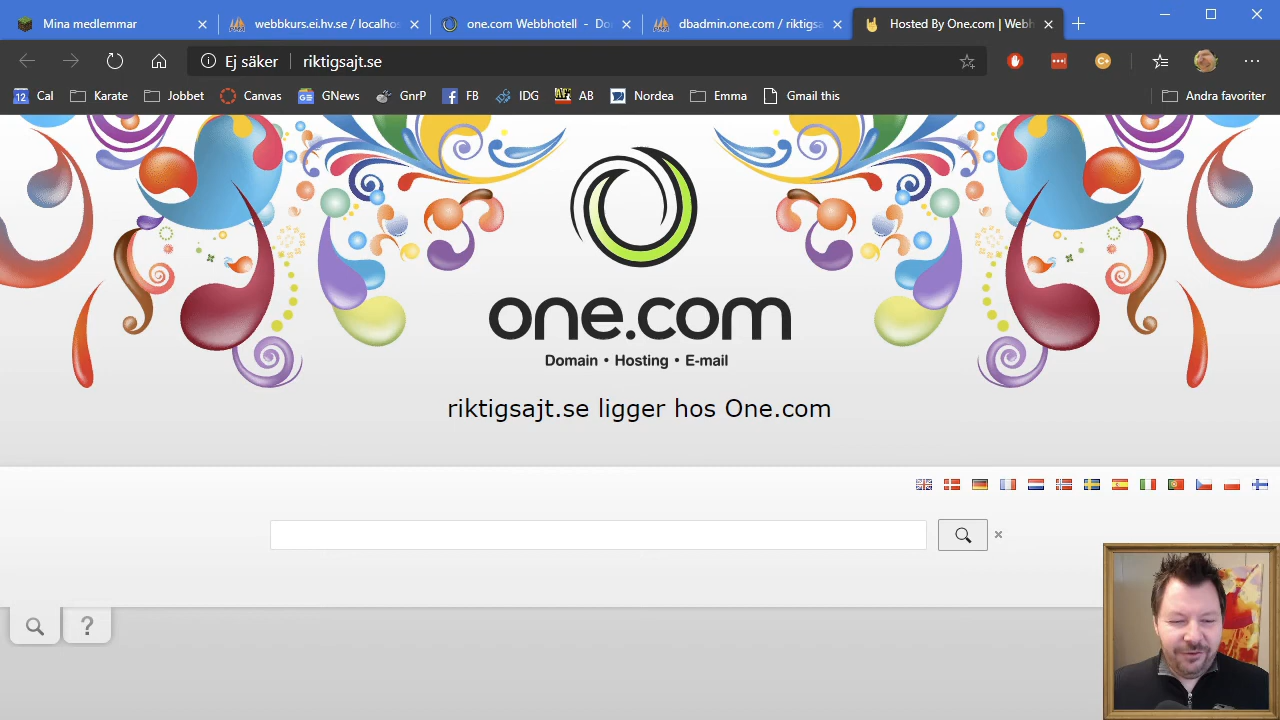 Mina medlemmar
webbkurs.ei.hv.se / localhos
one.com Webbhotell - Do
dbadmin.one.com / riktigsa
Hosted By One.com | Webh
Ej säker
riktigsajt.se
C+
12 Cal
Karate
Jobbet
Canvas
GNews
GnrP
FB
IDG
AB
Nordea
Emma
Gmail this
Andra favoriter
one.com
Domain • Hosting • E-mail
riktigsajt.se ligger hos One.com
?